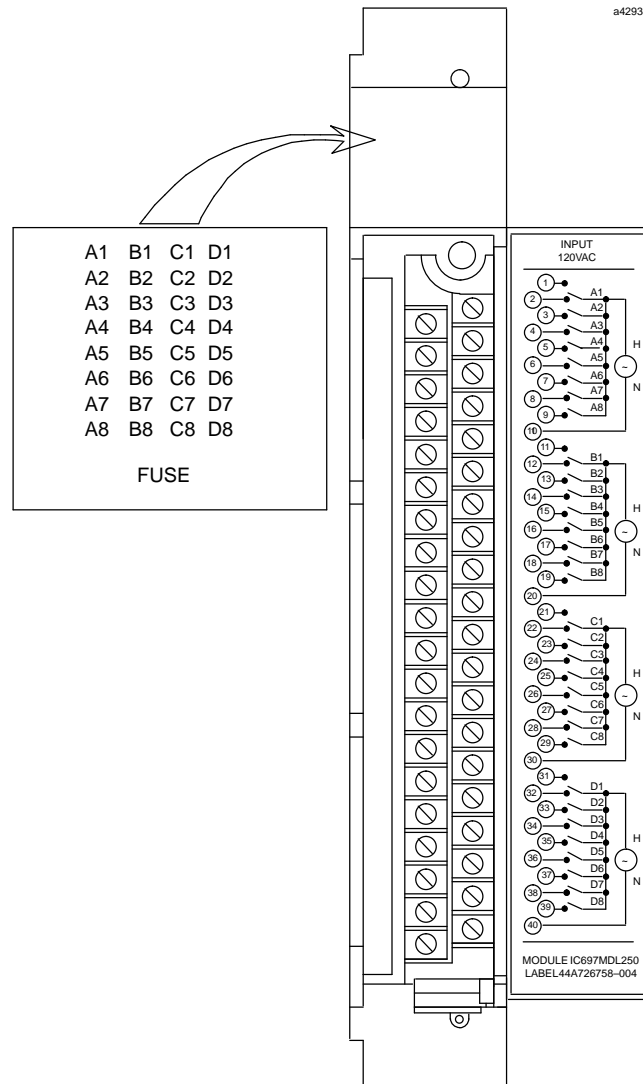 a4293
A1 B1 C1 D1
A2 B2 C2 D2
A3 B3 C3 D3
A4 B4 C4 D4
A5 B5 C5 D5
A6 B6 C6 D6
A7 B7 C7 D7
A8 B8 C8 D8
FUSE
INPUT
120VAC
1
2 A1
3 A2
4 A3
5 A4 H
6 A5 ~
7 A6 N
8 A7
9 A8
10
11
12 B1
13 B2
14 B3
15 B4 H
16 B5 ~
17 B6 N
18 B7
19 B8
20
21
22 C1
23 C2
24 C3
25 C4 H
26 C5 ~
27 C6 N
28 C7
29 C8
30
31
32 D1
33 D2
34 D3
35 D4 H
36 D5 ~
37 D6 N
38 D7
39 D8
40
MODULE IC697MDL250
LABEL44A726758–004